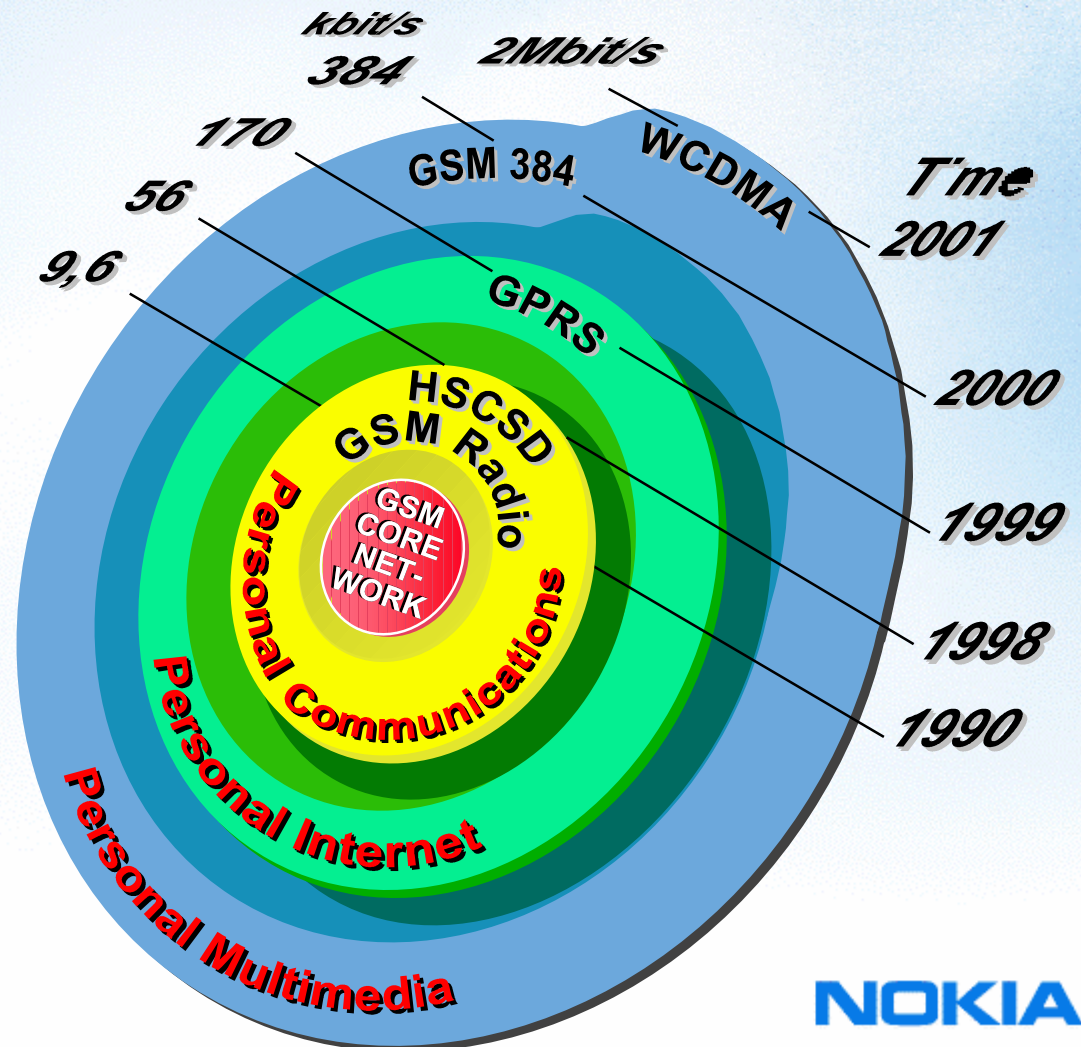 kbit/s
384
2Mbit/s
170
56
9,6
GSM 384
WCDMA
Time
2001
GPRS
2000
HSCSD
GSM Radio
1999
GSM
CORE
NET-
WORK
1998
1990
Personal Communications
Personal Internet
Personal Multimedia
NOKIA